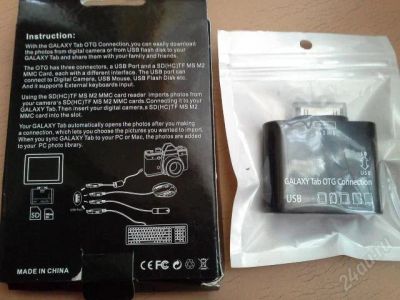 Instruction:
With the GALAXY Tab OTG Connection,you can easily download
the photos from digital camera or from USB flash disk to your
GALAXY Tab and share them with your family and friends.
The OTG has three connectors, a USB Port and a SD(HC)TF MS M2
MMC Card, each with a different interface. The USB port can
connect to USB Digital Camera, USB Mouse, USB Flash Disk etc.
And it supports External keyboards input.
Using the SD(HC)TF MS M2 MMC card reader imports photos from
your camera's SD(HC)TF MS M2 MMC cards. Connecting it to your
GALAXY Tab.Then insert your digital camera,a SD(HC)TF MS M2
MMC card into the slot.
Your GALAXY Tab automatically opens the photos after you making
a connection, which lets you choose the pictures you wanted to import.
When you sync GALAXY Tab to your PC or Mac, the photos are added to
your PC photo library.
SD
MADE IN CHINA
CE FC
USB
GALAXY Tab OTG Connection
USB
24au.ru